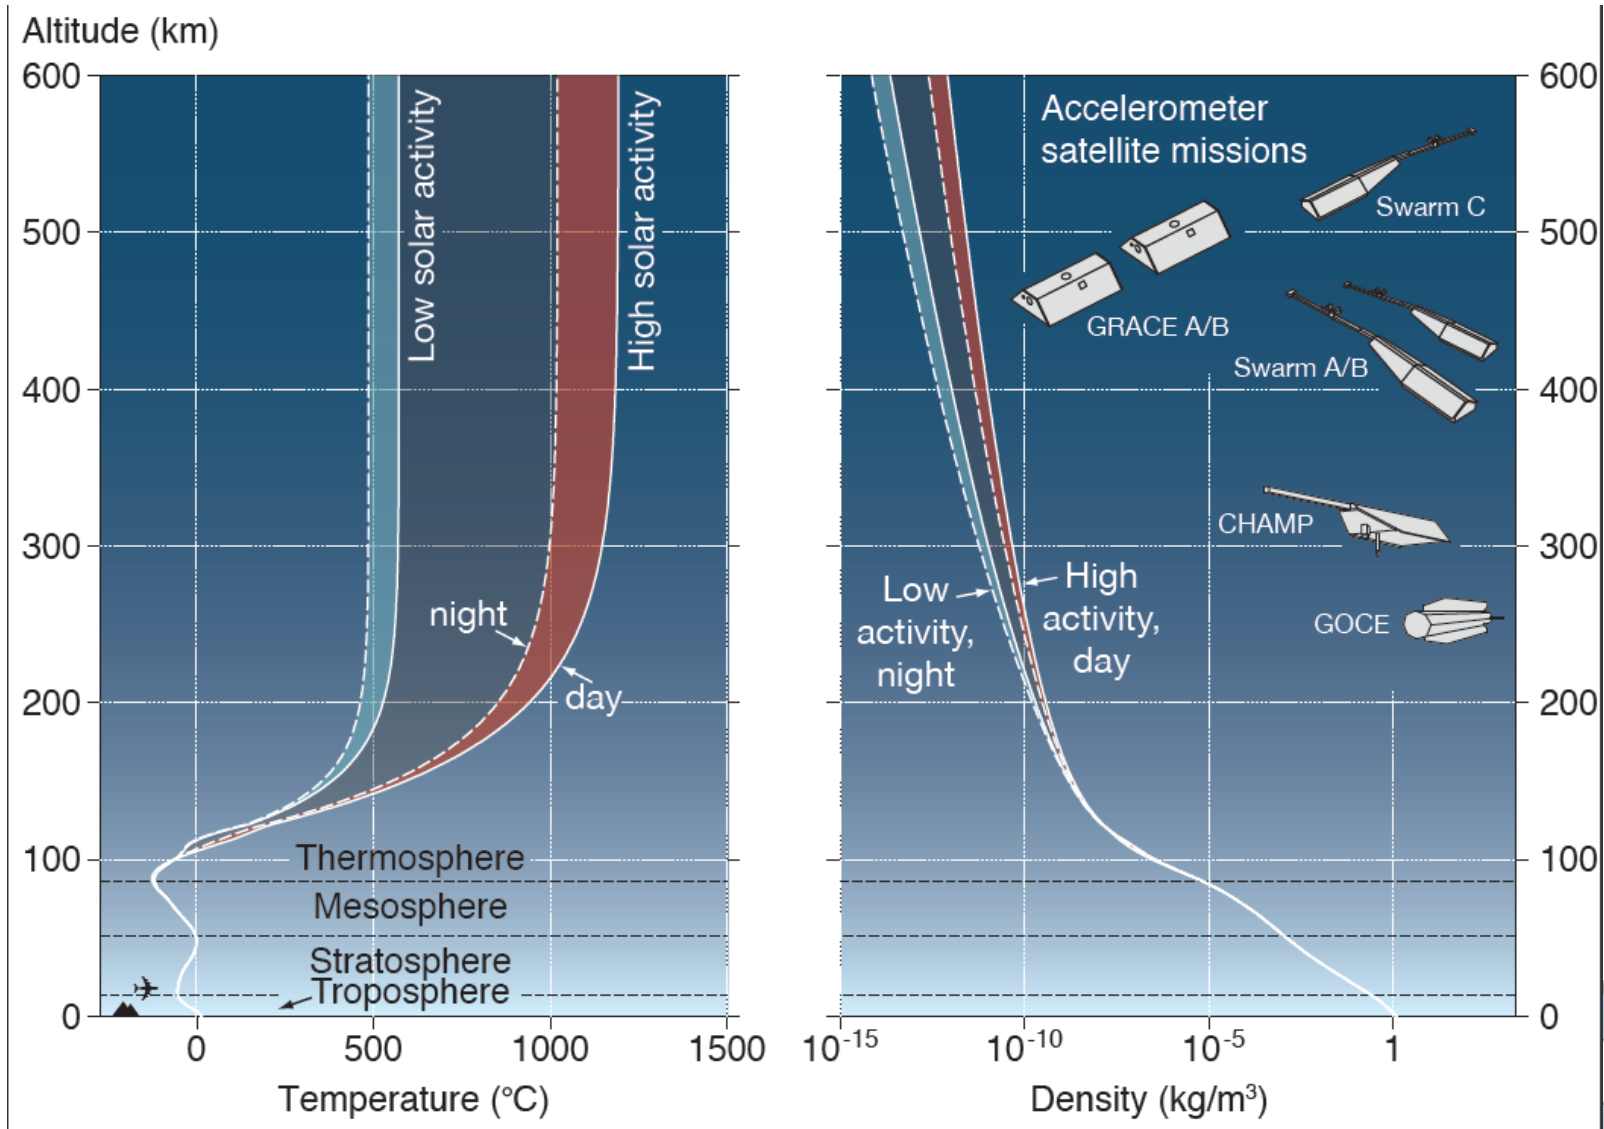 Altitude (km)
600
500
400
300
200
100
0
Low solar activity
High solar activity
night
day
Thermosphere
Mesosphere
Stratosphere
Troposphere
0
500
1000
1500
Temperature (°C)
Accelerometer
satellite missions
Swarm C
GRACE A/B
Swarm A/B
CHAMP
GOCE
Low
activity,
night
High
activity,
day
600
500
400
300
200
100
0
10-15
10-10
10-5
1
Density (kg/m3)